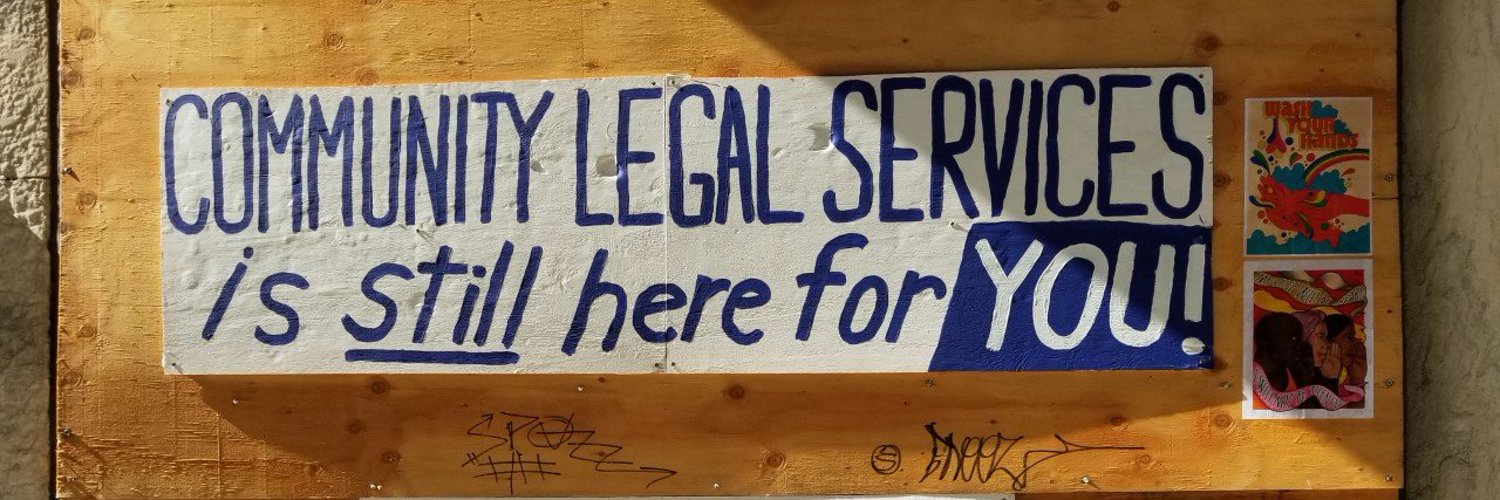 COMMUNITY LEGAL SERVICES
is still here for YOU!
WASH
YOUR
HANDS